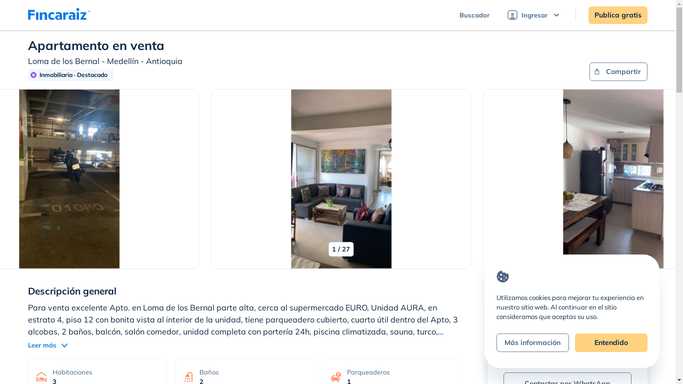 Fincaraiz
Buscador
Ingresar
Publica gratis
Apartamento en venta
Loma de los Bernal - Medellín - Antioquia
Inmobiliaria · Destacado
Compartir
1 / 27
Descripción general
Para venta excelente Apto. en Loma de los Bernal parte alta, cerca al supermercado EURO, Unidad AURA, en
estrato 4, piso 12 con bonita vista al interior de la unidad, tiene parqueadero cubierto, cuarto útil dentro del Apto, 3
alcobas, 2 baños, balcón, salón comedor, unidad completa con portería 24h, piscina climatizada, sauna, turco,...
Leer más
Habitaciones
3
Baños
2
Parqueaderos
1
Utilizamos cookies para mejorar tu experiencia en
nuestro sitio web. Al continuar en el sitio
consideramos que aceptas su uso.
Más información
Entendido
Contactar por WhatsApp